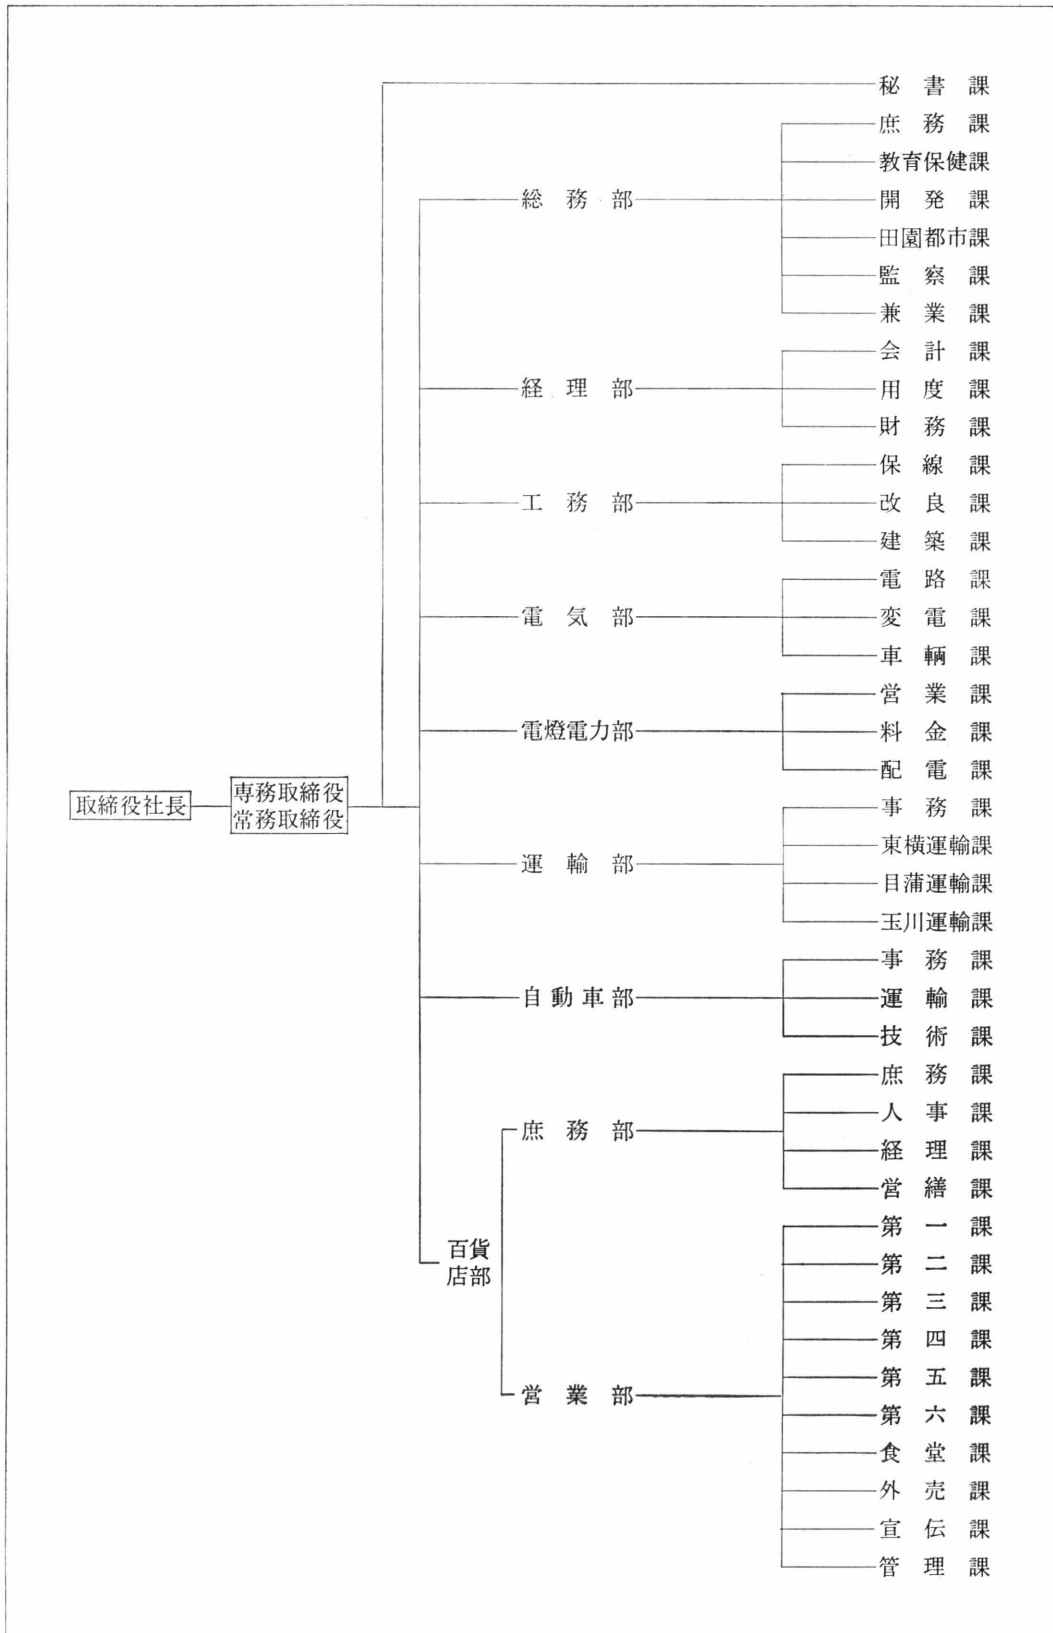 取締役社長
専務取締役
常務取締役
秘書課
総務部
庶務課
教育保健課
開発課
田園都市課
監察課
兼業課
経理部
会計課
用度課
財務課
工務部
保線課
改良課
建築課
電気部
電路課
変電課
車輛課
電燈電力部
営業課
料金課
配電課
運輸部
事務課
東横運輸課
目蒲運輸課
玉川運輸課
自動車部
事務課
運輸課
技術課
百貨
店部
庶務部
庶務課
人事課
経理課
営繕課
営業部
第一課
第二課
第三課
第四課
第五課
第六課
食堂課
外売課
宣伝課
管理課